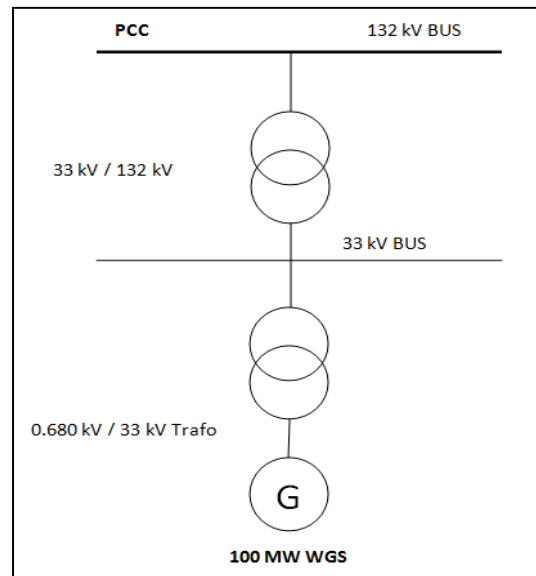 PCC
132 kV BUS
33 kV / 132 kV
33 kV BUS
0.680 kV / 33 kV Trafo
G
100 MW WGS